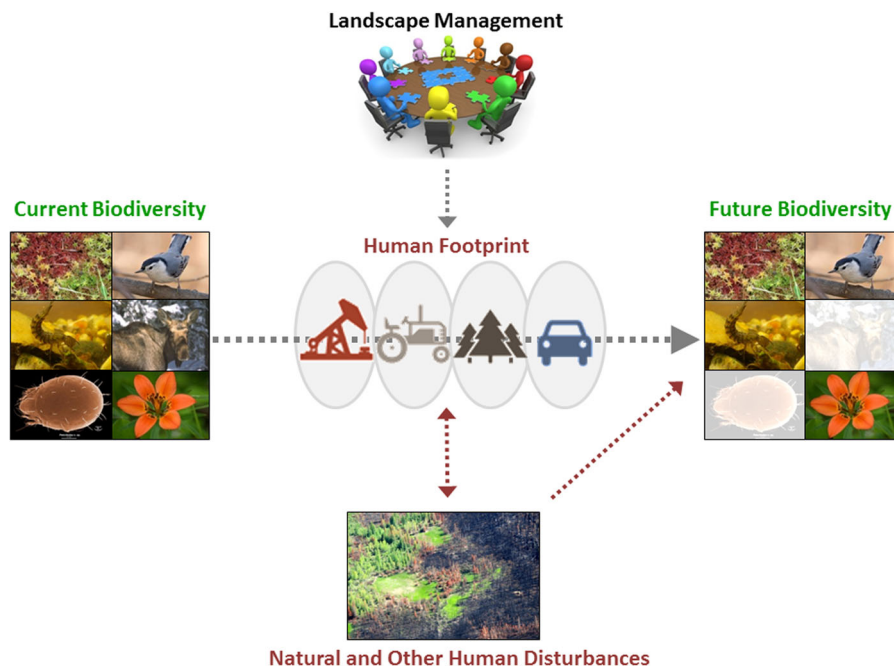 Landscape Management
Current Biodiversity
Future Biodiversity
Human Footprint
Natural and Other Human Disturbances